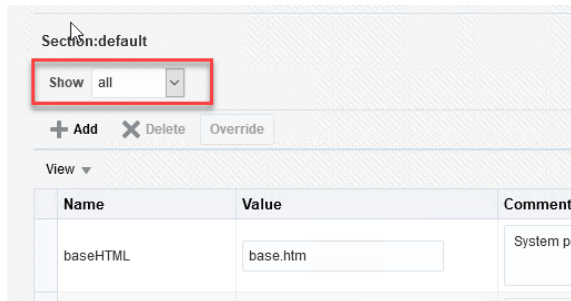 Section:default
Show all
Add Delete Override
View
Name Value Comment
baseHTML base.htm System p